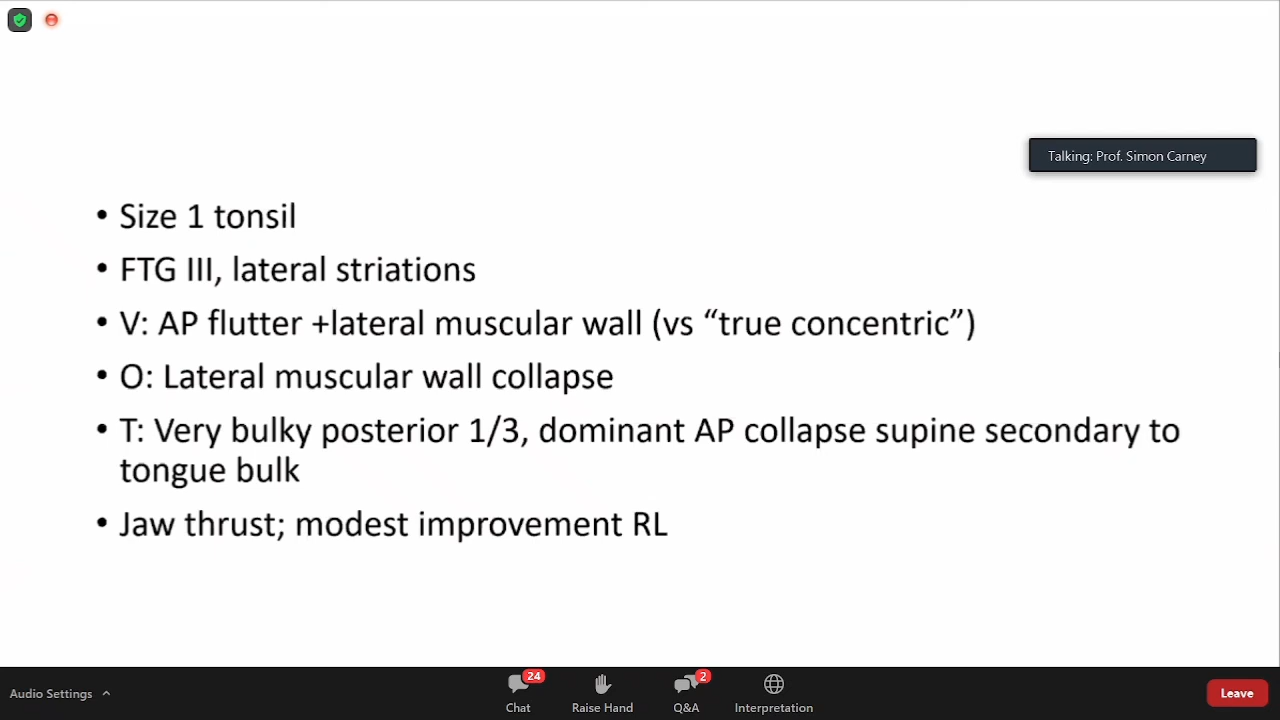 Talking: Prof. Simon Carney
• Size 1 tonsil
• FTG III, lateral striations
• V: AP flutter +lateral muscular wall (vs “true concentric”)
• O: Lateral muscular wall collapse
• T: Very bulky posterior 1/3, dominant AP collapse supine secondary to
tongue bulk
• Jaw thrust; modest improvement RL
Audio Settings
24
Chat
Raise Hand
2
Q&A
Interpretation
Leave